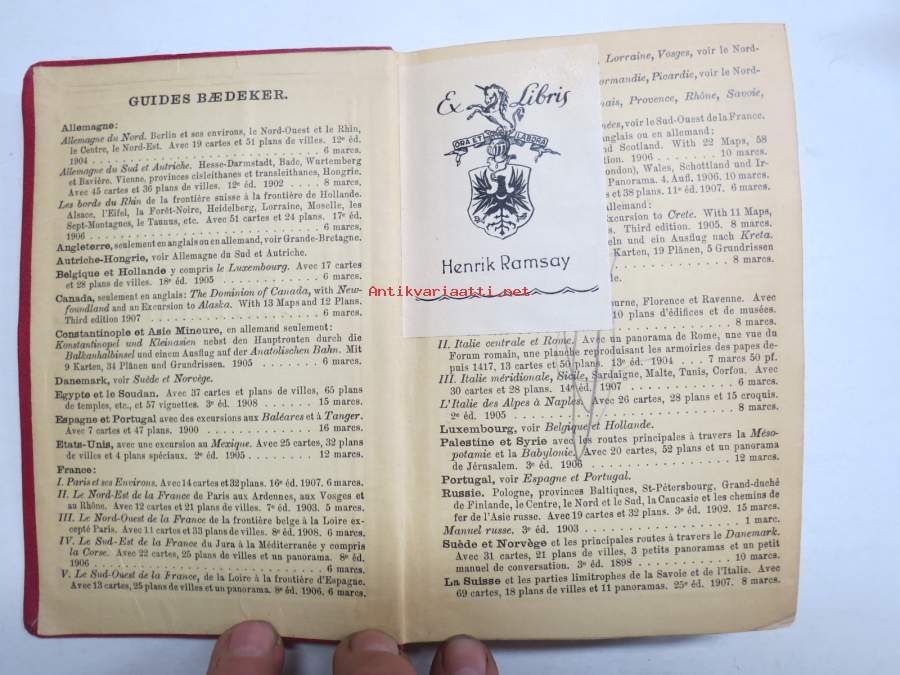 GUIDES BÆDEKER.
Allemagne:
Allemagne du Nord. Berlin et ses environs, le Nord-Ouest et le Rhin,
le Centre, le Nord-Est. Avec 19 cartes et 51 plans de villes. 12e éd.
1904 . . . . . . . . . . . . . . . . . . . . 6 marcs.
Allemagne du Sud et Autriche. Hesse-Darmstadt, Bade, Wurtemberg
et Bavière. Vienne, provinces cisleithanes et transleithanes, Hongrie.
Avec 45 cartes et 36 plans de villes. 12e éd. 1902 . . . . 8 marcs.
Les bords du Rhin de la frontière suisse à la frontière de Hollande.
Alsace, l'Eifel, la Forêt-Noire, Heidelberg, Lorraine, Moselle, les
Sept-Montagnes, le Taunus, etc. Avec 51 cartes et 24 plans. 17e éd.
1906 . . . . . . . . . . . . . . . . . . . . 6 marcs.
Angleterre, seulement en anglais ou en allemand, voir Grande-Bretagne.
Autriche-Hongrie, voir Allemagne du Sud et Autriche.
Belgique et Hollande y compris le Luxembourg. Avec 17 cartes
et 28 plans de villes. 18e éd. 1905 . . . . . . . . 6 marcs.
Canada, seulement en anglais: The Dominion of Canada, with New-
foundland and an Excursion to Alaska. With 13 Maps and 12 Plans.
Third edition 1907 . . . . . . . . . . . . . . 6 marcs.
Constantinople et Asie Mineure, en allemand seulement:
Konstantinopel und Kleinasien nebst den Hauptrouten durch die
Balkanhalbinsel und einem Ausflug auf der Anatolischen Bahn. Mit
9 Karten, 34 Plänen und Grundrissen. 1905 . . . . . . 6 marcs.
Danemark, voir Suède et Norvège.
Egypte et le Soudan. Avec 37 cartes et plans de villes, 65 plans
de temples, etc., et 57 vignettes. 3e éd. 1908 . . . . . 15 marcs.
Espagne et Portugal avec des excursions aux Baléares et à Tanger.
Avec 7 cartes et 47 plans. 1900 . . . . . . . . . . 16 marcs.
Etats-Unis, avec une excursion au Mexique. Avec 25 cartes, 32 plans
de villes et 4 plans spéciaux. 2e éd. 1905 . . . . . . 12 marcs.
France:
I. Paris et ses Environs. Avec 14 cartes et 32 plans. 16e éd. 1907. 6 marcs.
II. Le Nord-Est de la France de Paris aux Ardennes, aux Vosges et
au Rhône. Avec 12 cartes et 21 plans de villes. 7e éd. 1903. 5 marcs.
III. Le Nord-Ouest de la France de la frontière belge à la Loire ex-
cepté Paris. Avec 11 cartes et 33 plans de villes. 8e éd. 1908. 6 marcs.
IV. Le Sud-Est de la France du Jura à la Méditerranée y compris
la Corse. Avec 22 cartes, 25 plans de villes et un panorama. 8e éd.
1906 . . . . . . . . . . . . . . . . . . . . 6 marcs.
V. Le Sud-Ouest de la France, de la Loire à la frontière d'Espagne.
Avec 13 cartes, 25 plans de villes et un panorama. 8e éd. 1906. 6 marcs.
Ex Libris
ORA ET LABORA
Henrik Ramsay
Antikvariaatti.net
, Lorraine, Vosges, voir le Nord-
ormandie, Picardie, voir le Nord-
nais, Provence, Rhône, Savoie,
nées, voir le Sud-Ouest de la France.
nglais ou en allemand:
nd Scotland. With 22 Maps, 58
tion. 1906 . . . . . . . 10 marcs.
ondon), Wales, Schottland und Ir-
Panorama. 4. Aufl. 1906. 10 marcs.
s et 38 plans. 11e éd. 1907. 6 marcs.
llemand:
xcursion to Crete. With 11 Maps,
s. Third edition. 1905. 8 marcs.
eln und ein Ausflug nach Kreta.
Karten, 19 Plänen, 5 Grundrissen
. . . . . . . . . 8 marcs.
de.
urne, Florence et Ravenne. Avec
10 plans d'édifices et de musées.
. . . . . . . . . 8 marcs.
II. Italie centrale et Rome. Avec un panorama de Rome, une vue du
Forum romain, une planche reproduisant les armoiries des papes de-
puis 1417, 13 cartes et 50 plans. 13e éd. 1904 . . . 7 marcs 50 pf.
III. Italie méridionale, Sicile, Sardaigne, Malte, Tunis, Corfou. Avec
30 cartes et 28 plans. 14e éd. 1907 . . . . . . . . 6 marcs.
L'Italie des Alpes à Naples. Avec 26 cartes, 28 plans et 15 croquis.
2e éd. 1905 . . . . . . . . . . . . . . . . . 8 marcs.
Luxembourg, voir Belgique et Hollande.
Palestine et Syrie avec les routes principales à travers la Méso-
potamie et la Babylonie. Avec 20 cartes, 52 plans et un panorama
de Jérusalem. 3e éd. 1906 . . . . . . . . . . . 12 marcs.
Portugal, voir Espagne et Portugal.
Russie. Pologne, provinces Baltiques, St-Pétersbourg, Grand-duché
de Finlande, le Centre, le Nord et le Sud, la Caucasie et les chemins de
fer de l'Asie russe. Avec 19 cartes et 32 plans. 3e éd. 1902. 15 marcs.
Manuel russe. 3e éd. 1903 . . . . . . . . . . . . 1 marc.
Suède et Norvège et les principales routes à travers le Danemark.
Avec 31 cartes, 21 plans de villes, 3 petits panoramas et un petit
manuel de conversation. 3e éd. 1898 . . . . . . . . 10 marcs.
La Suisse et les parties limitrophes de la Savoie et de l'Italie. Avec
69 cartes, 18 plans de villes et 11 panoramas. 25e éd. 1907. 8 marcs.